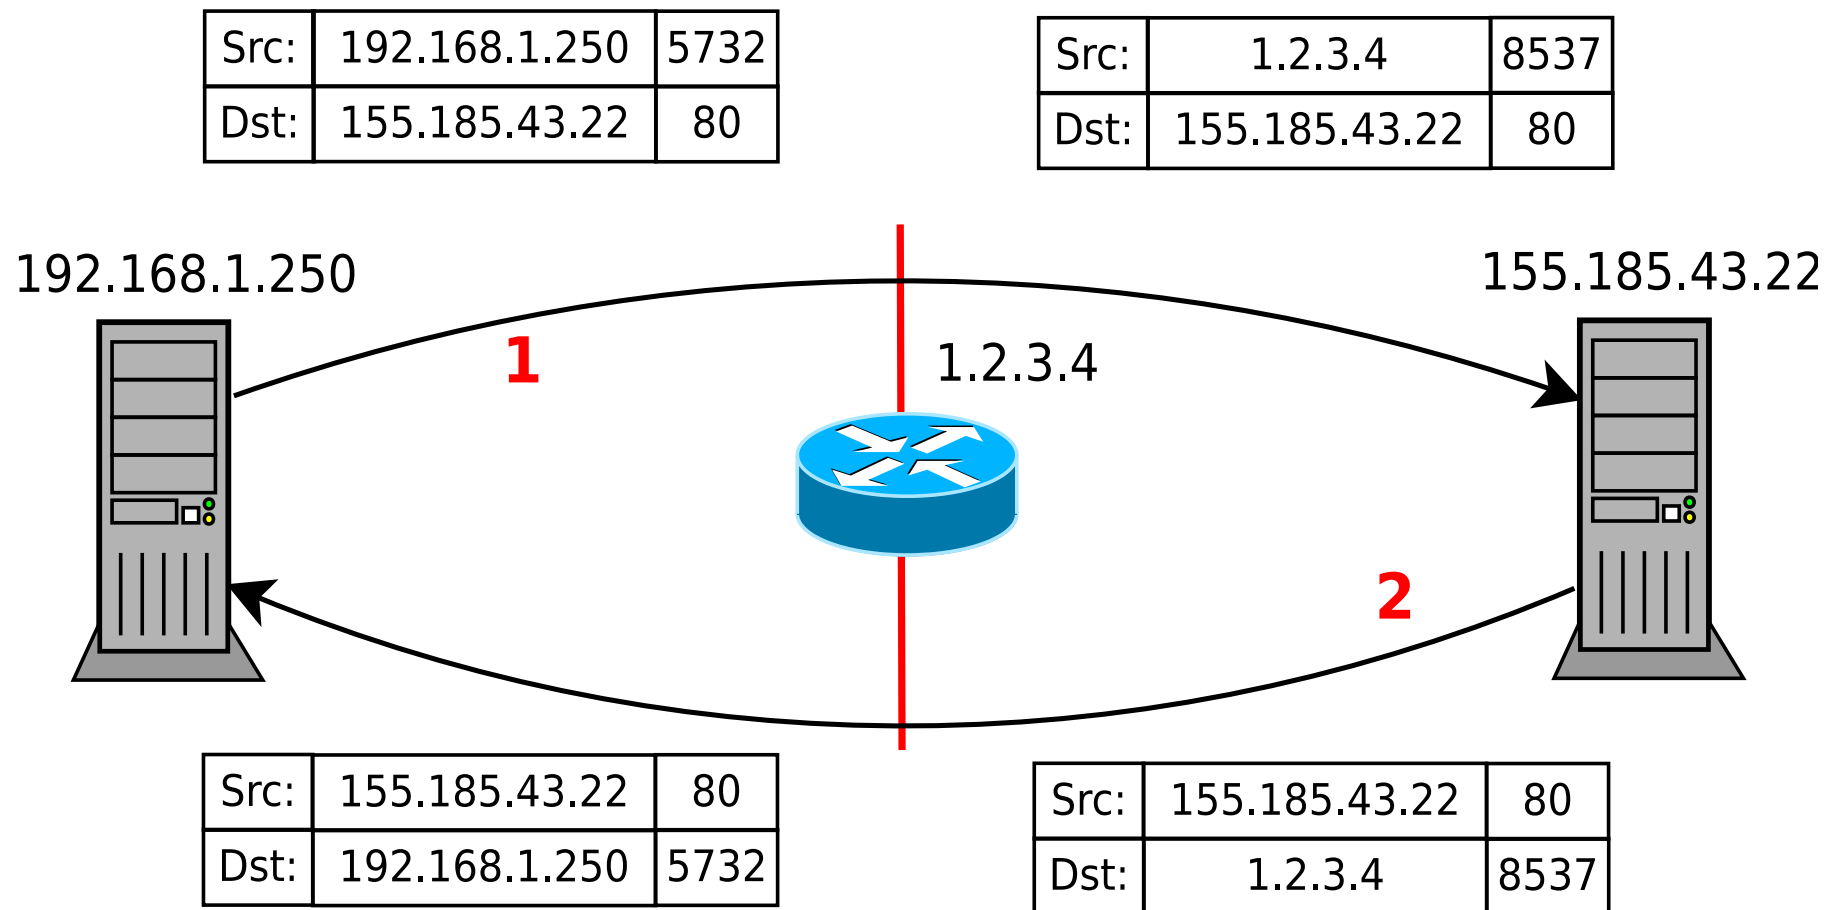 Src: 192.168.1.250 5732
Dst: 155.185.43.22 80
Src: 1.2.3.4 8537
Dst: 155.185.43.22 80
192.168.1.250
155.185.43.22
1
1.2.3.4
2
Src: 155.185.43.22 80
Dst: 192.168.1.250 5732
Src: 155.185.43.22 80
Dst: 1.2.3.4 8537